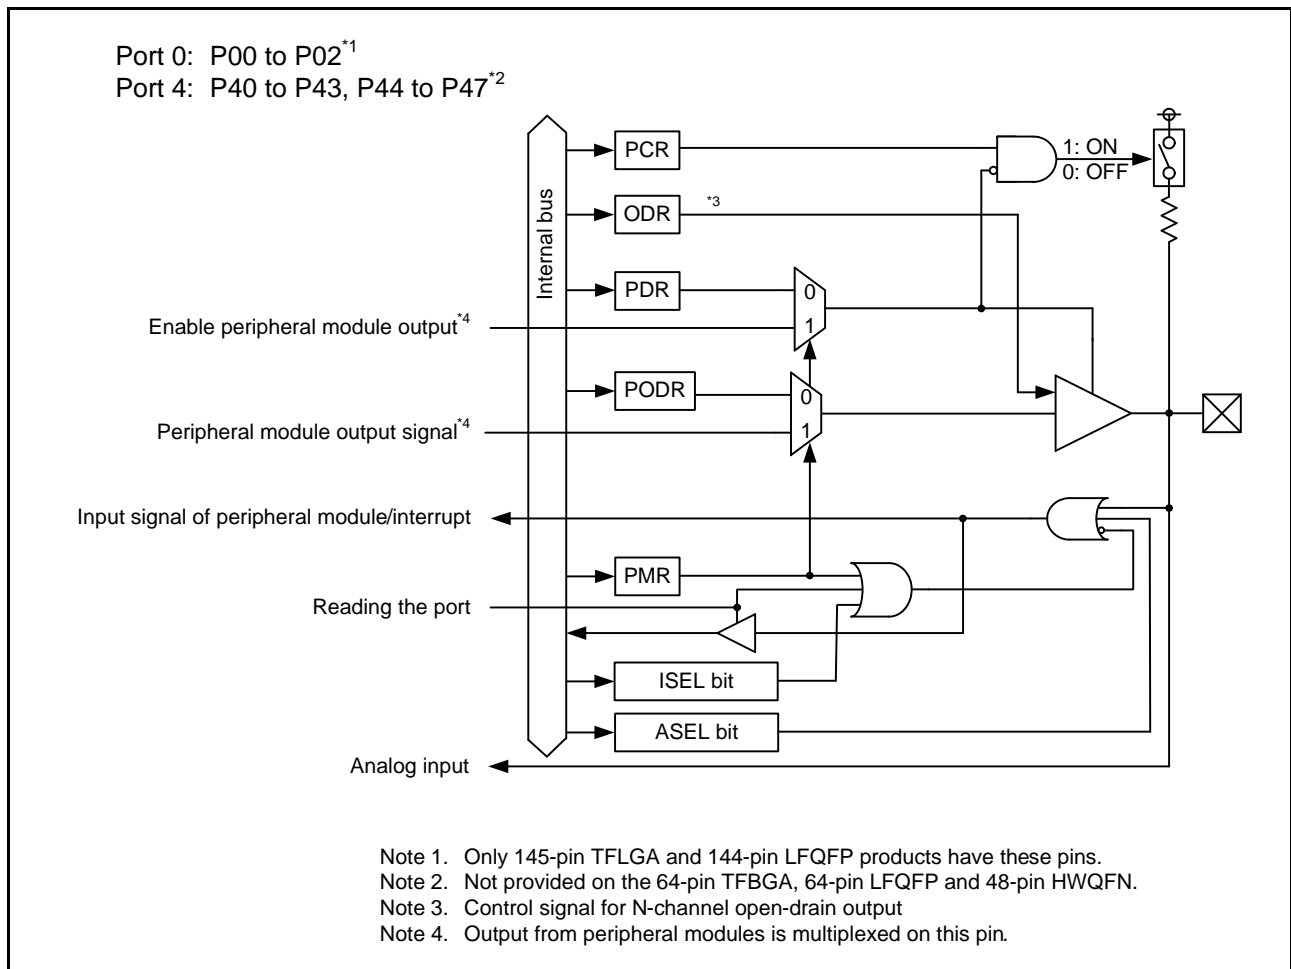 Port 0: P00 to P02*1
Port 4: P40 to P43, P44 to P47*2
Internal bus
PCR
1: ON
0: OFF
ODR
*3
PDR
0
1
Enable peripheral module output*4
PODR
0
1
Peripheral module output signal*4
Input signal of peripheral module/interrupt
PMR
Reading the port
ISEL bit
ASEL bit
Analog input
Note 1. Only 145-pin TFLGA and 144-pin LFQFP products have these pins.
Note 2. Not provided on the 64-pin TFBGA, 64-pin LFQFP and 48-pin HWQFN.
Note 3. Control signal for N-channel open-drain output
Note 4. Output from peripheral modules is multiplexed on this pin.